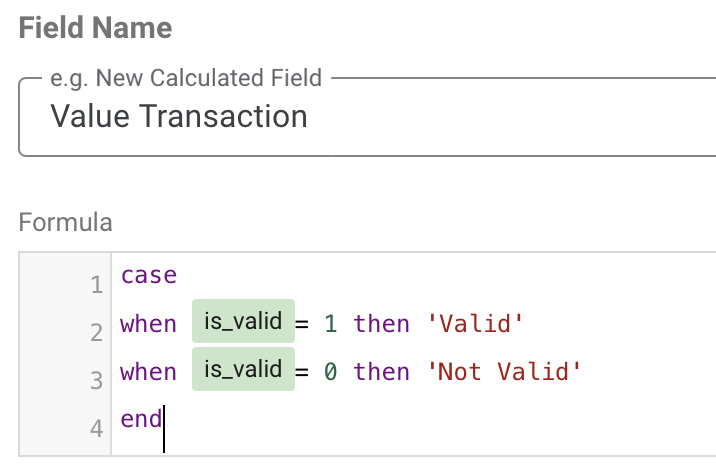 Field Name
e.g. New Calculated Field
Value Transaction
Formula
1 case
2 when is_valid = 1 then 'Valid'
3 when is_valid = 0 then 'Not Valid'
4 end